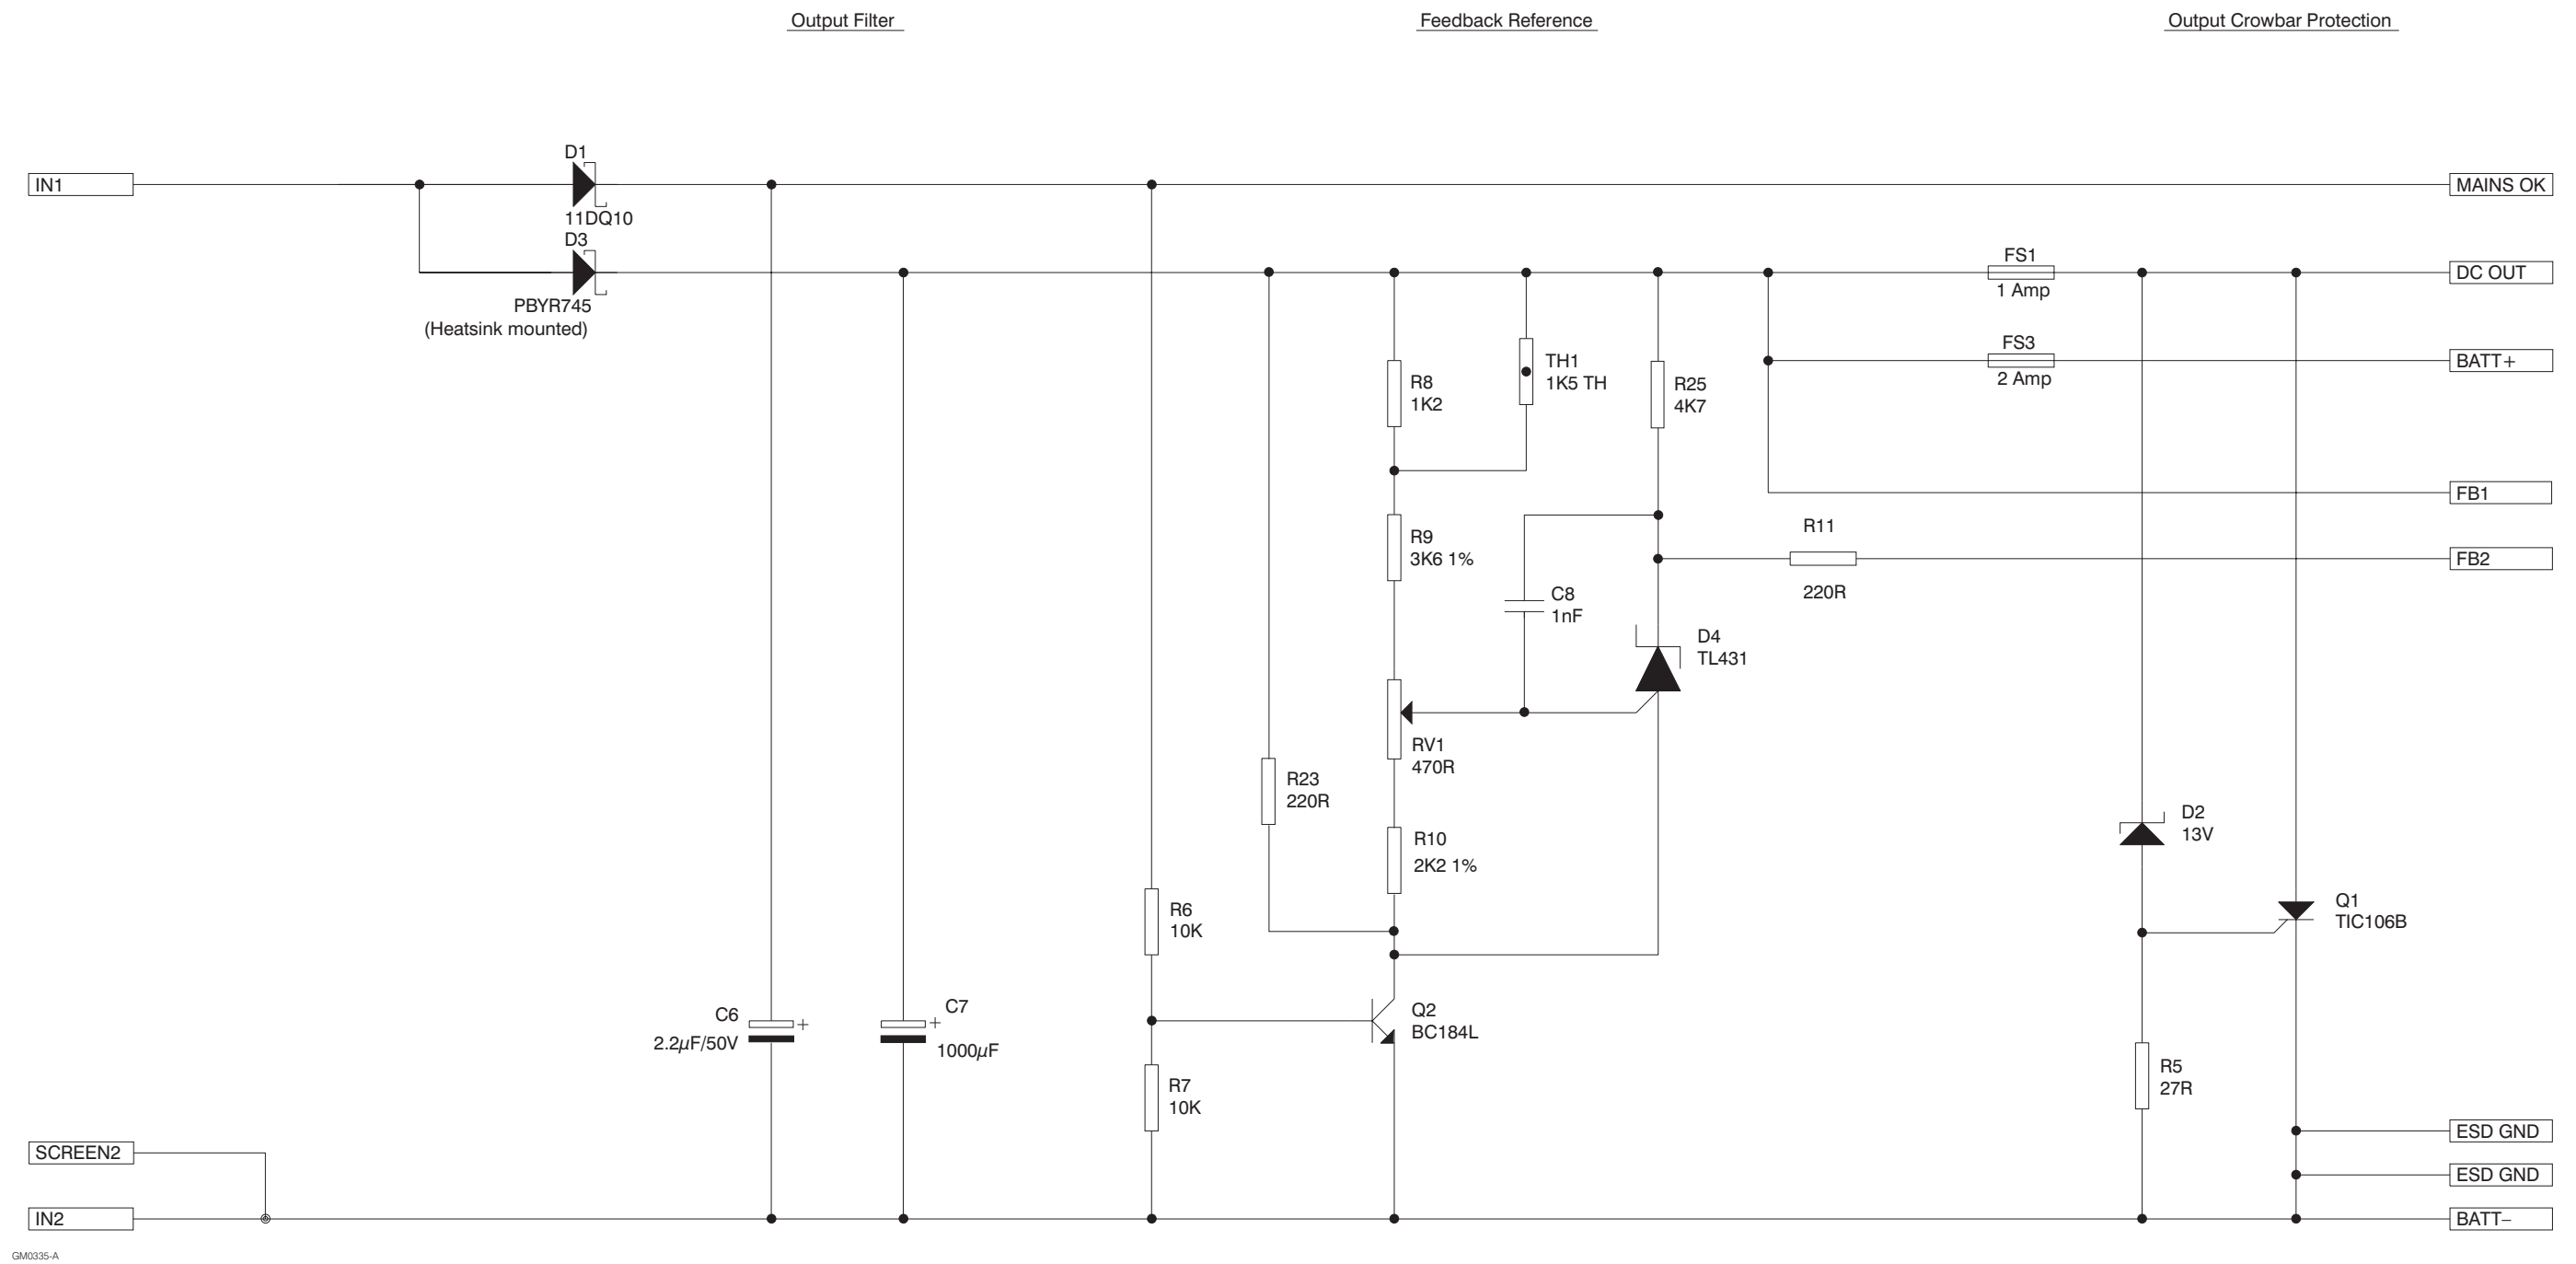 Output Filter
Feedback Reference
Output Crowbar Protection
IN1
D1
11DQ10
D3
PBYR745
(Heatsink mounted)
MAINS OK
FS1
1 Amp
DC OUT
FS3
2 Amp
BATT+
R8
1K2
TH1
1K5 TH
R25
4K7
FB1
R9
3K6 1%
R11
220R
FB2
C8
1nF
D4
TL431
RV1
470R
R23
220R
R10
2K2 1%
D2
13V
R6
10K
Q1
TIC106B
C6
2.2µF/50V
+
C7
+
1000µF
Q2
BC184L
R7
10K
R5
27R
SCREEN2
IN2
ESD GND
ESD GND
BATT–
GM0335-A